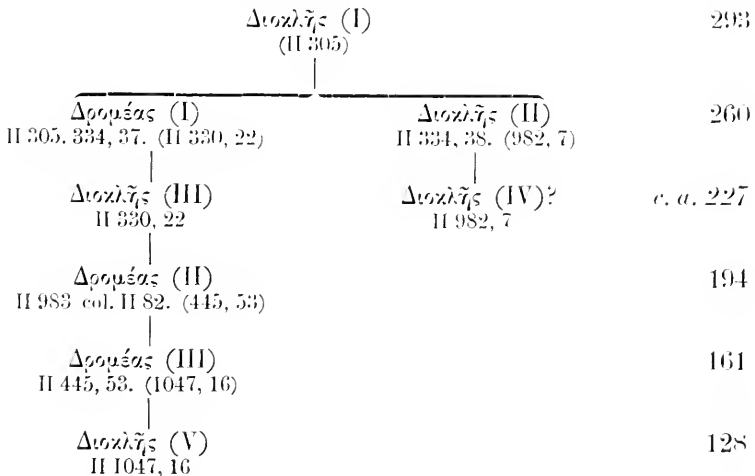 Διοκλῆς (I) 293
(II 305)
Δρομέας (I) Διοκλῆς (II) 260
II 305. 334, 37. (II 330, 22) II 334, 38. (982, 7)
Διοκλῆς (III) Διοκλῆς (IV)? c. a. 227
II 330, 22 II 982, 7
Δρομέας (II) 194
II 983 col. II 82. (445, 53)
Δρομέας (III) 161
II 445, 53. (1047, 16)
Διοκλῆς (V) 128
II 1047, 16